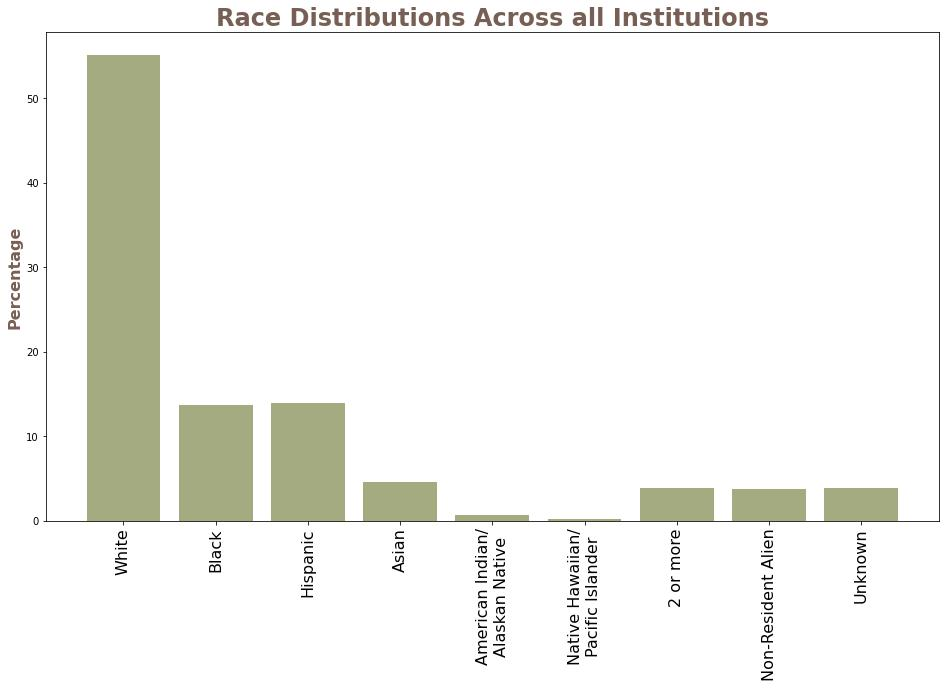 Race Distributions Across all Institutions
Percentage
50
40
30
20
10
0
White
Black
Hispanic
Asian
American Indian/
Alaskan Native
Native Hawaiian/
Pacific Islander
2 or more
Non-Resident Alien
Unknown